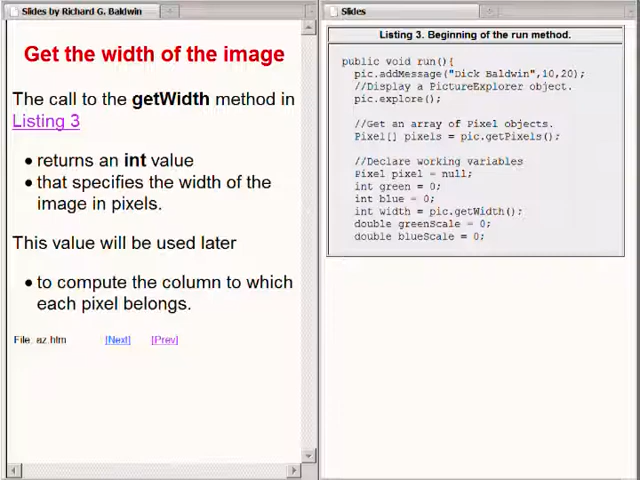 Slides by Richard G. Baldwin
Get the width of the image
The call to the getWidth method in
Listing 3
• returns an int value
• that specifies the width of the
image in pixels.
This value will be used later
• to compute the column to which
each pixel belongs.
File: az.htm [Next] [Prev]
Slides
Listing 3. Beginning of the run method.
public void run(){
pic.addMessage("Dick Baldwin",10,20);
//Display a PictureExplorer object.
pic.explore();
//Get an array of Pixel objects.
Pixel[] pixels = pic.getPixels();
//Declare working variables
Pixel pixel = null;
int green = 0;
int blue = 0;
int width = pic.getWidth();
double greenScale = 0;
double blueScale = 0;